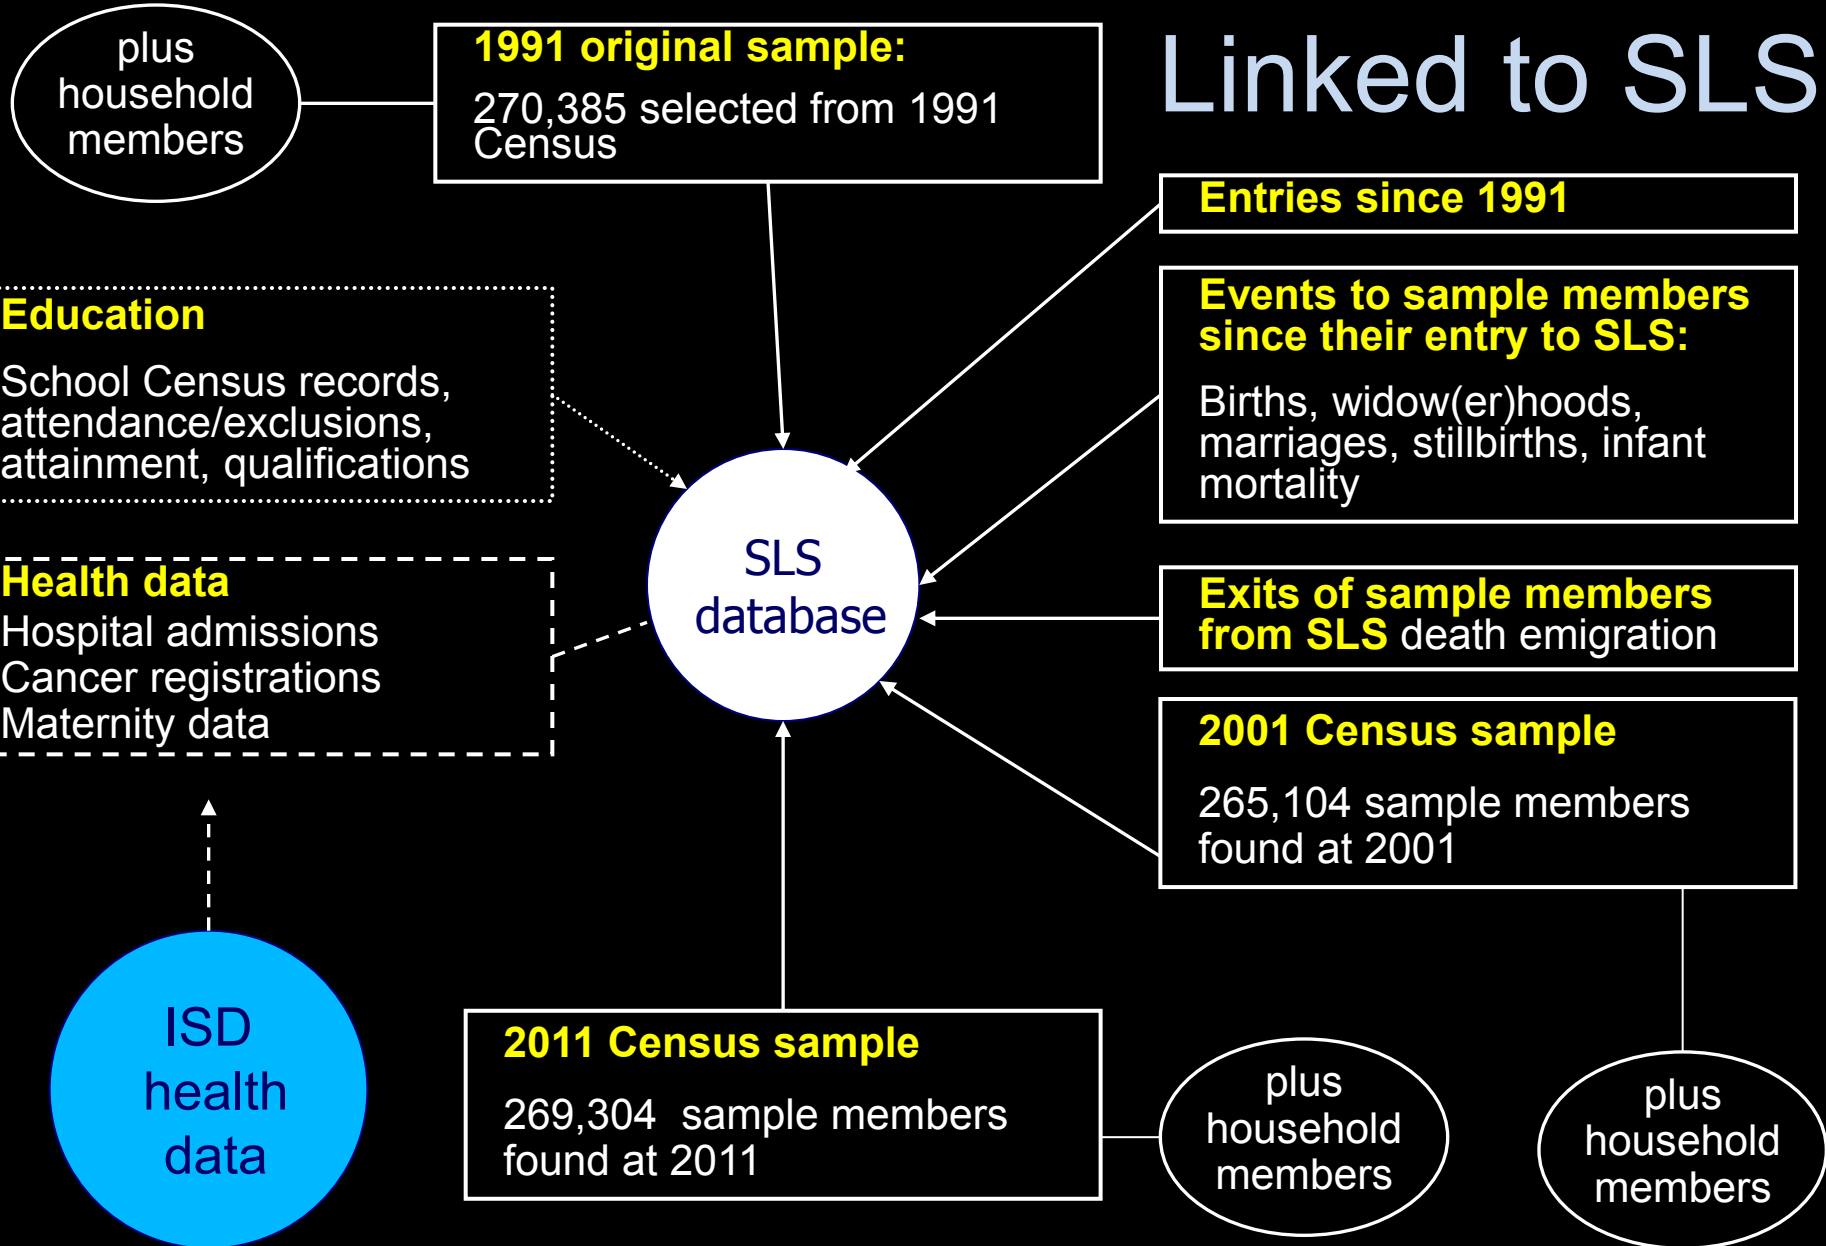 Linked to SLS
plus
household
members
1991 original sample:
270,385 selected from 1991
Census
Entries since 1991
Events to sample members
since their entry to SLS:
Births, widow(er)hoods,
marriages, stillbirths, infant
mortality
Education
School Census records,
attendance/exclusions,
attainment, qualifications
Health data
Hospital admissions
Cancer registrations
Maternity data
SLS
database
Exits of sample members
from SLS death emigration
2001 Census sample
265,104 sample members
found at 2001
ISD
health
data
2011 Census sample
269,304  sample members
found at 2011
plus
household
members
plus
household
members